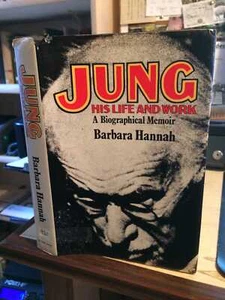 JUNG
HIS LIFE AND WORK
A Biographical Memoir
Barbara Hannah
JUNG
Barbara Hannah